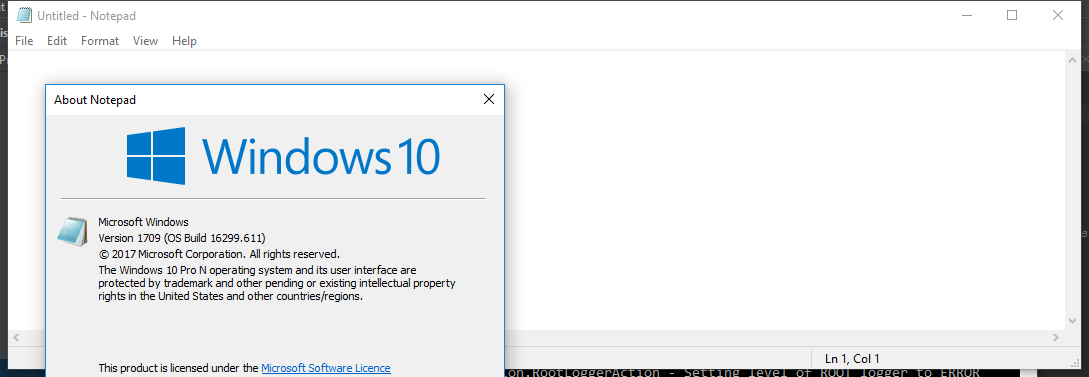 Untitled - Notepad
File Edit Format View Help
About Notepad
Windows 10
Microsoft Windows
Version 1709 (OS Build 16299.611)
© 2017 Microsoft Corporation. All rights reserved.
The Windows 10 Pro N operating system and its user interface are
protected by trademark and other pending or existing intellectual property
rights in the United States and other countries/regions.
This product is licensed under the Microsoft Software Licence
Ln 1, Col 1
on.RootLoggerAction - Setting level of ROOT logger to ERROR